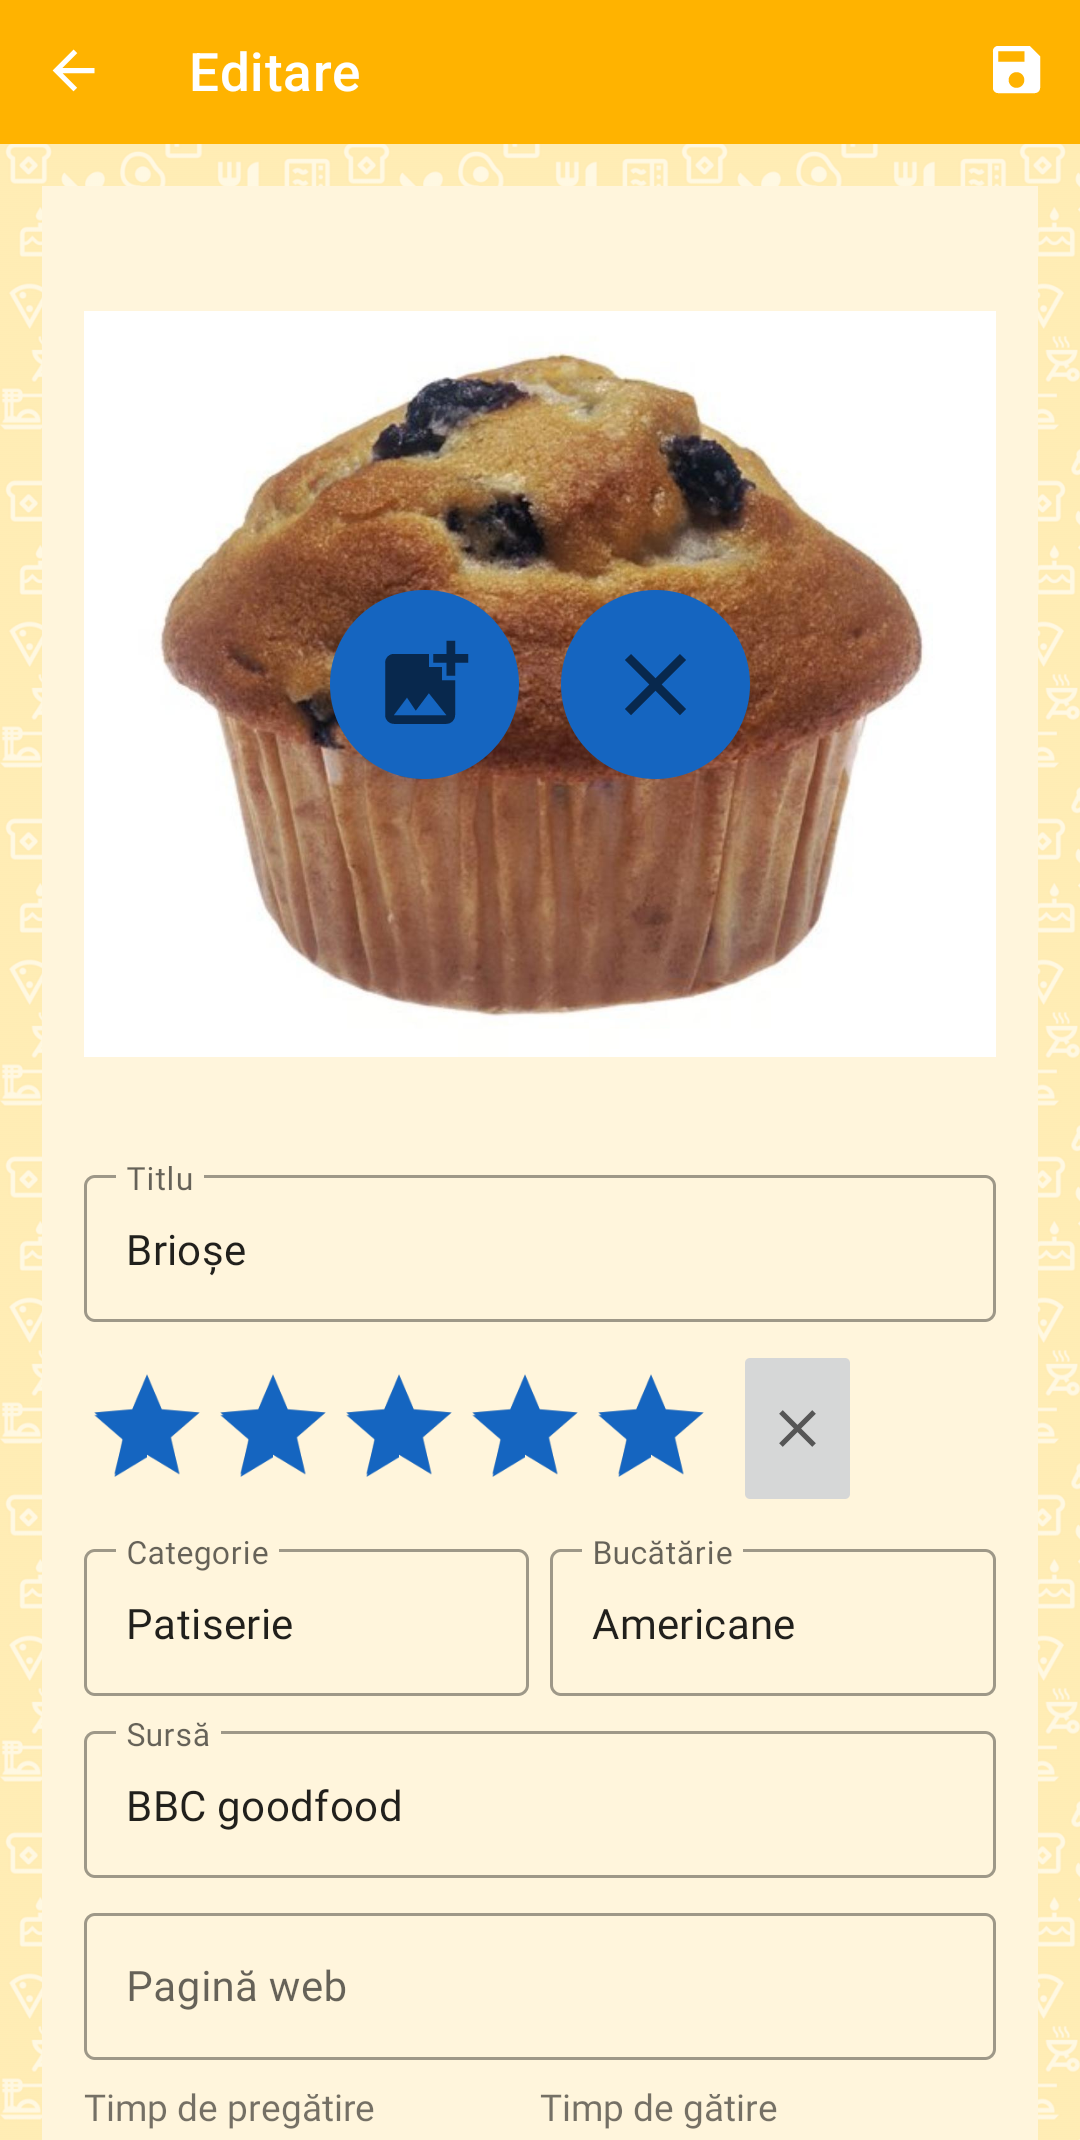 Editare
Titlu
Brioșe
Categorie
Bucătărie
Patiserie
Americane
Sursă
BBC goodfood
Pagină web
Timp de pregătire
Timp de gătire